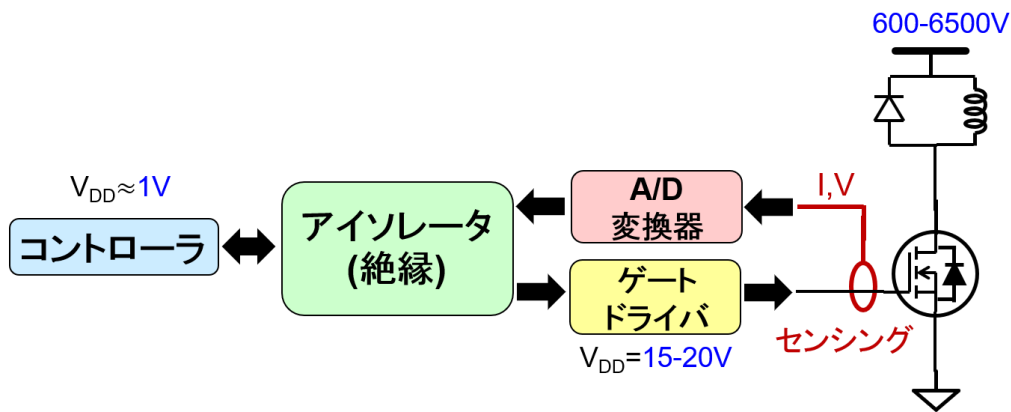 600-6500V
VDD≈1V
コントローラ
アイソレータ
(絶縁)
A/D
変換器
I,V
ゲート
ドライバ
センシング
VDD=15-20V